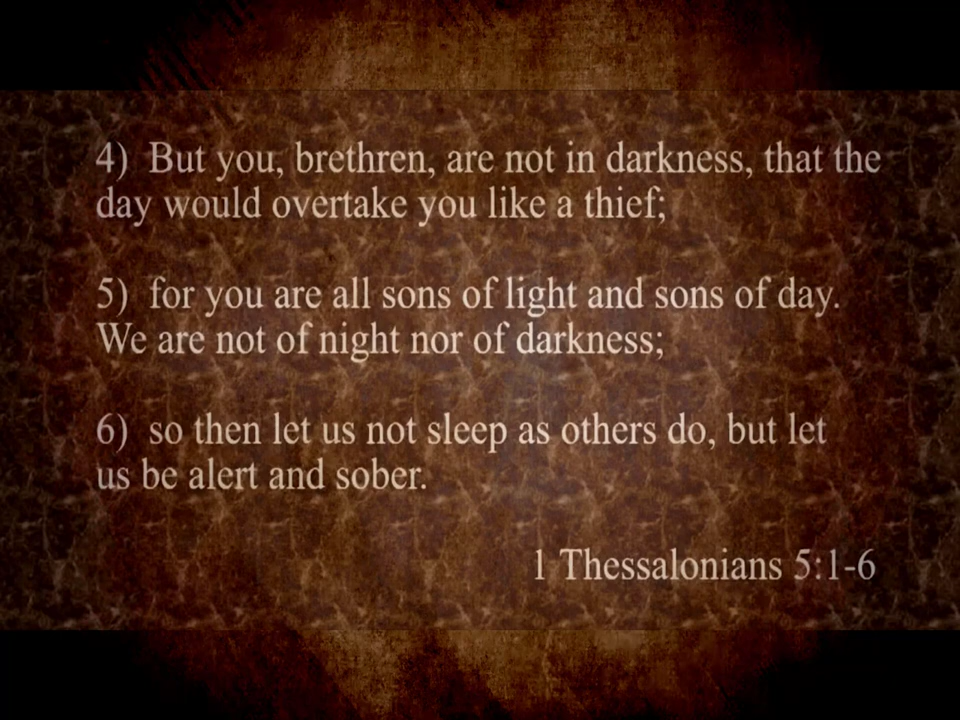 4) But you, brethren, are not in darkness, that the
day would overtake you like a thief;
5) for you are all sons of light and sons of day.
We are not of night nor of darkness;
6) so then let us not sleep as others do, but let
us be alert and sober.
1 Thessalonians 5:1-6